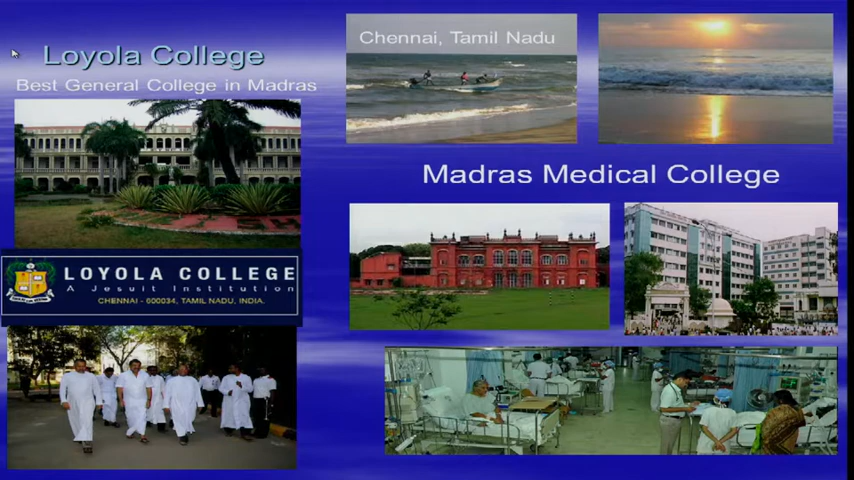 Loyola College
Best General College in Madras
LOYOLA COLLEGE
A Jesuit Institution
CHENNAI - 600034, TAMIL NADU, INDIA.
Chennai, Tamil Nadu
Madras Medical College